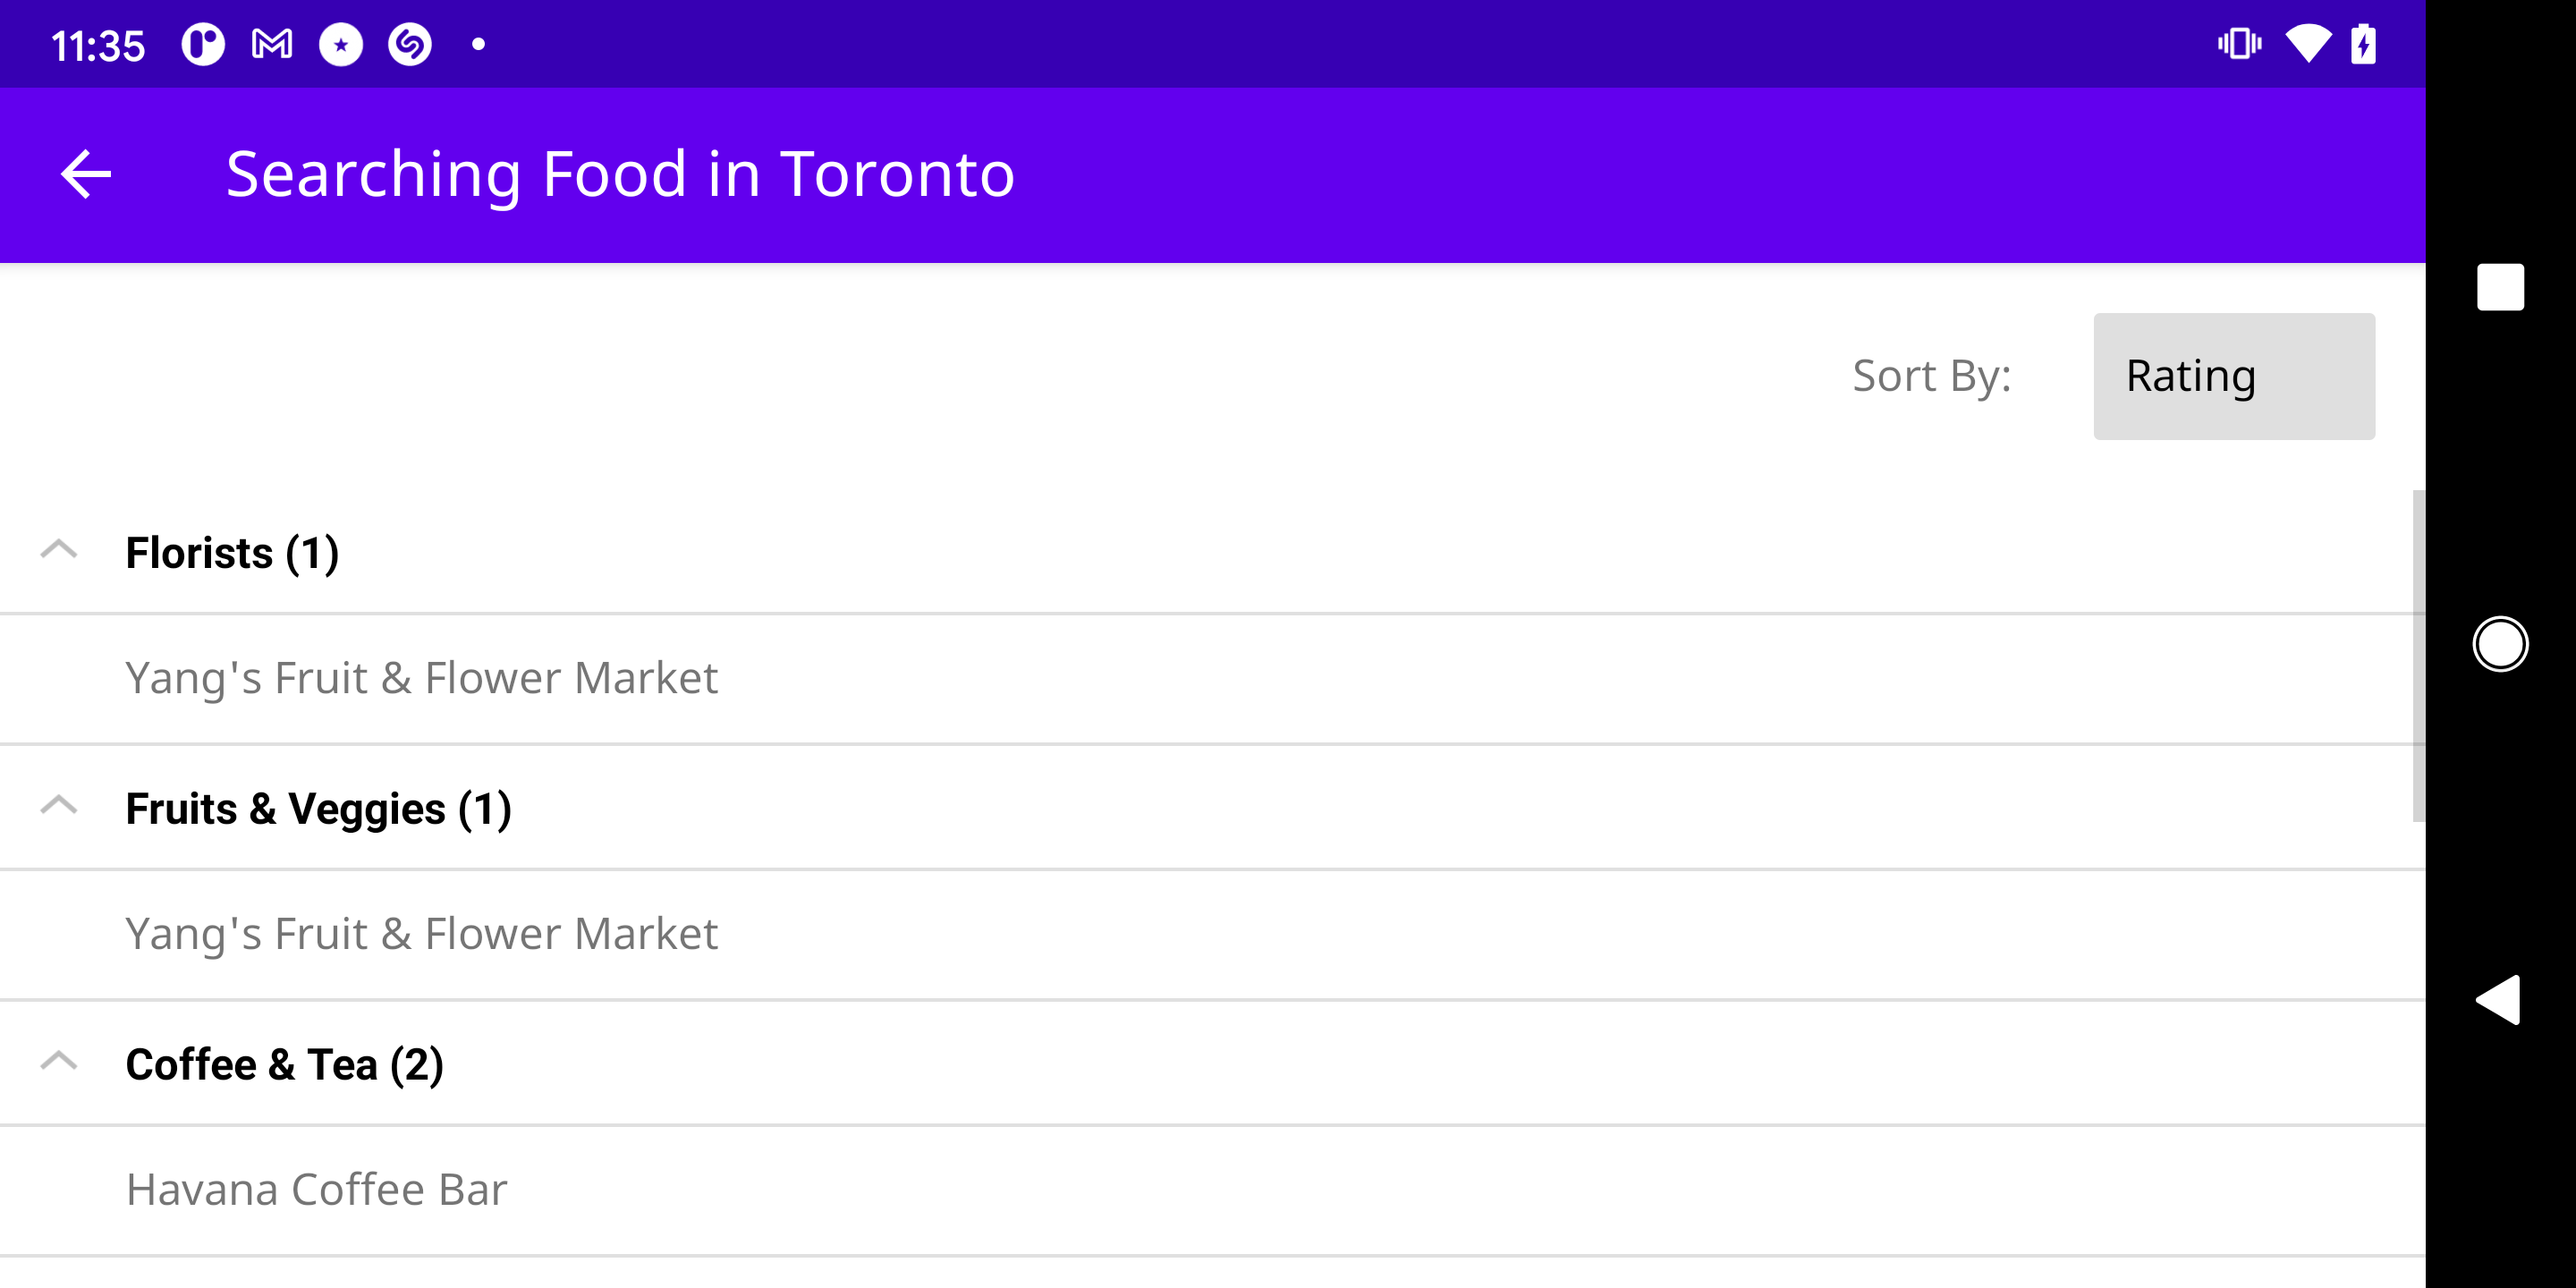 11:35
Searching Food in Toronto
Sort By: Rating
Florists (1)
Yang's Fruit & Flower Market
Fruits & Veggies (1)
Yang's Fruit & Flower Market
Coffee & Tea (2)
Havana Coffee Bar